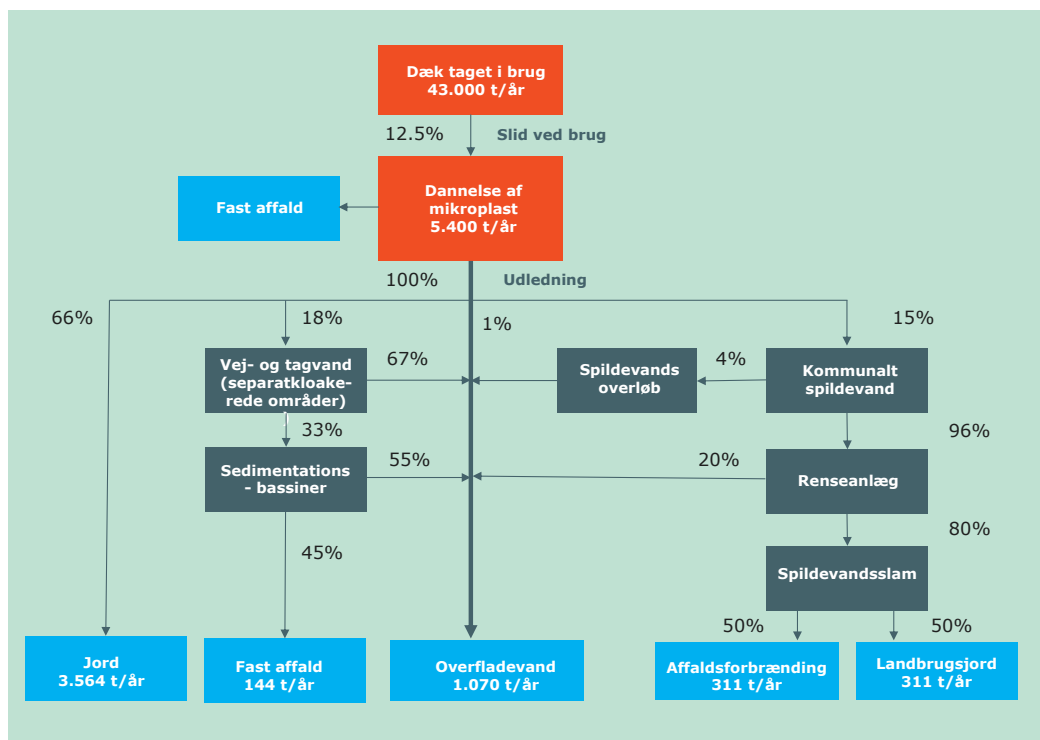 Dæk taget i brug
43.000 t/år
12.5%
Slid ved brug
Fast affald
Dannelse af
mikroplast
5.400 t/år
100%
Udledning
66%
18%
1%
15%
Vej- og tagvand
(separatkloake-
rede områder)
)
67%
Spildevands
overløb
4%
Kommunalt
spildevand
33%
96%
Sedimentations
- bassiner
55%
20%
Renseanlæg
45%
80%
Spildevandsslam
50%
50%
Jord
3.564 t/år
Fast affald
144 t/år
Overfladevand
1.070 t/år
Affaldsforbrænding
311 t/år
Landbrugsjord
311 t/år